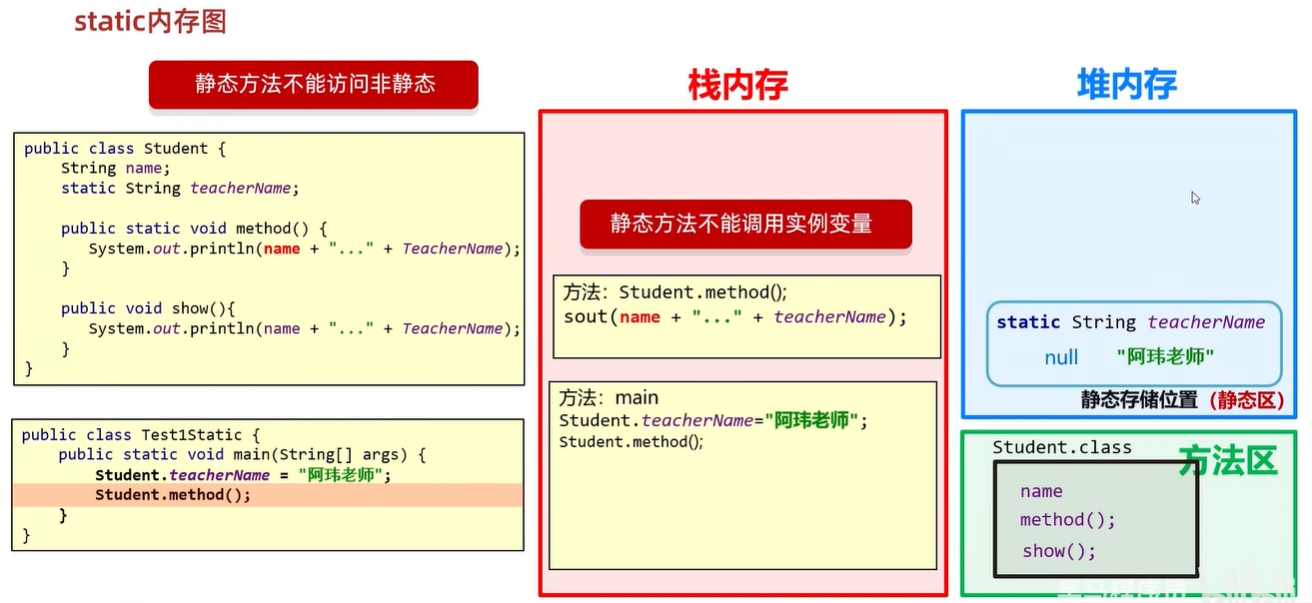 static内存图
静态方法不能访问非静态
public class Student {
String name;
static String teacherName;
public static void method() {
System.out.println(name + "..." + TeacherName);
}
public void show(){
System.out.println(name + "..." + TeacherName);
}
}
public class Test1Static {
public static void main(String[] args) {
Student.teacherName = "阿玮老师";
Student.method();
}
}
栈内存
静态方法不能调用实例变量
方法：Student.method();
sout(name + "..." + teacherName);
方法：main
Student.teacherName="阿玮老师";
Student.method();
堆内存
static String teacherName
null "阿玮老师"
静态存储位置（静态区）
Student.class
方法区
name
method();
show();